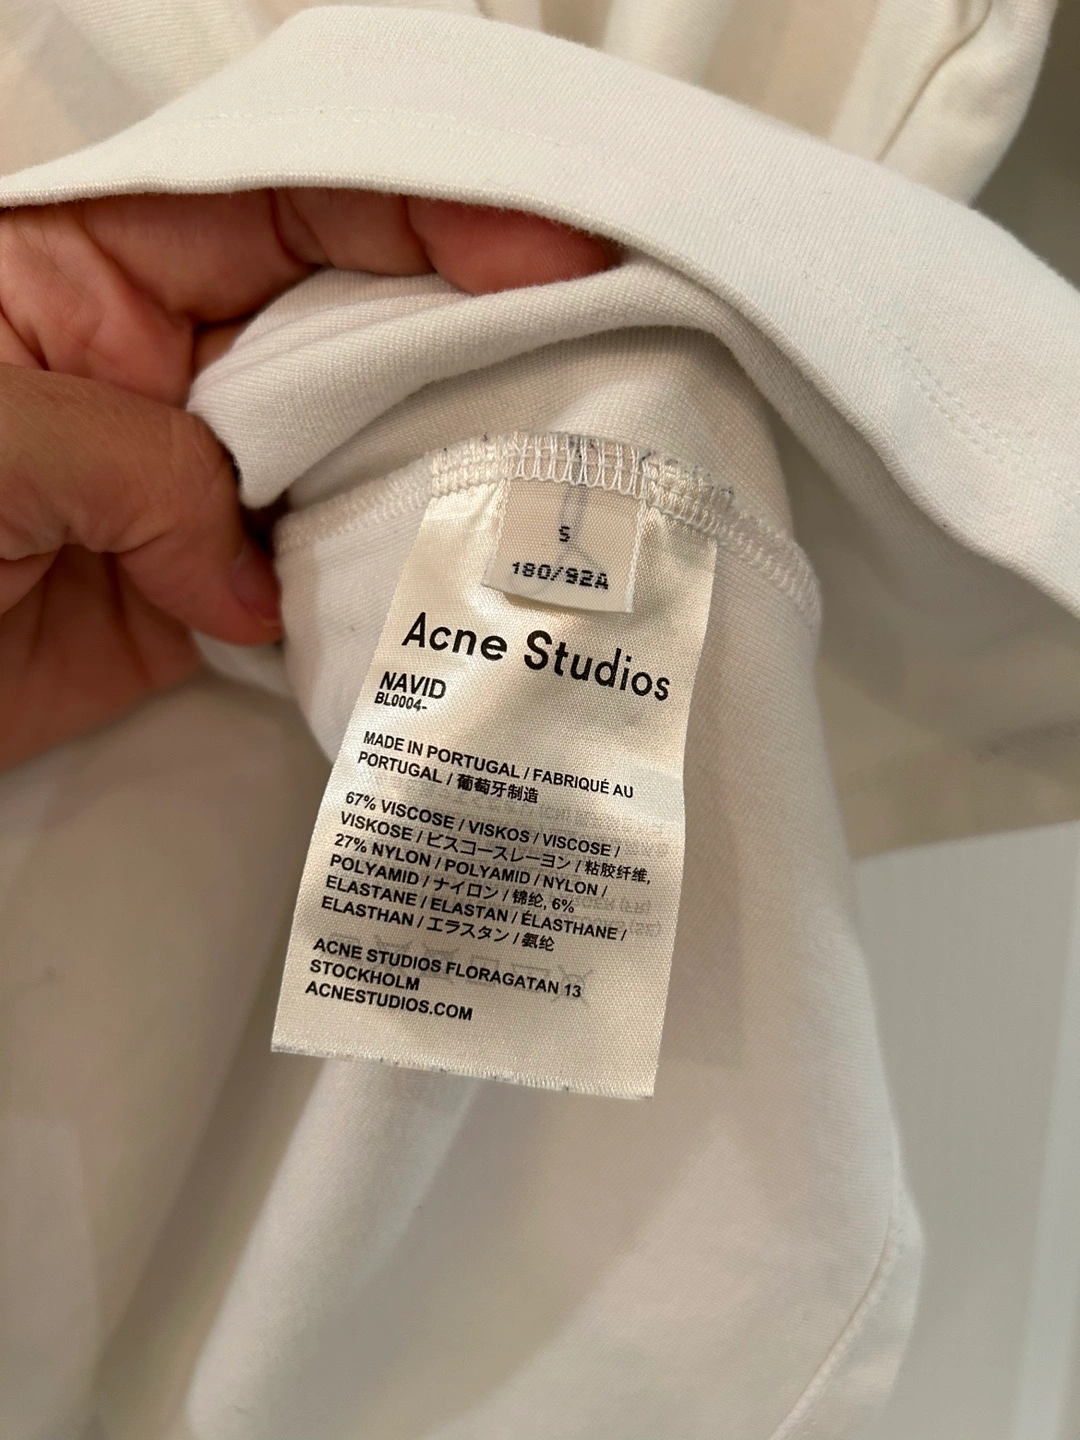 S
180/92A
Acne Studios
NAVID
BL0004-
MADE IN PORTUGAL / FABRIQUÉ AU
PORTUGAL / 葡萄牙制造
67% VISCOSE / VISKOS / VISCOSE /
VISKOSE / ビスコースレーヨン / 粘胶纤维,
27% NYLON / POLYAMID / NYLON /
POLYAMID / ナイロン / 锦纶, 6%
ELASTANE / ELASTAN / ÉLASTHANE /
ELASTHAN / エラスタン / 氨纶
ACNE STUDIOS FLORAGATAN 13
STOCKHOLM
ACNESTUDIOS.COM